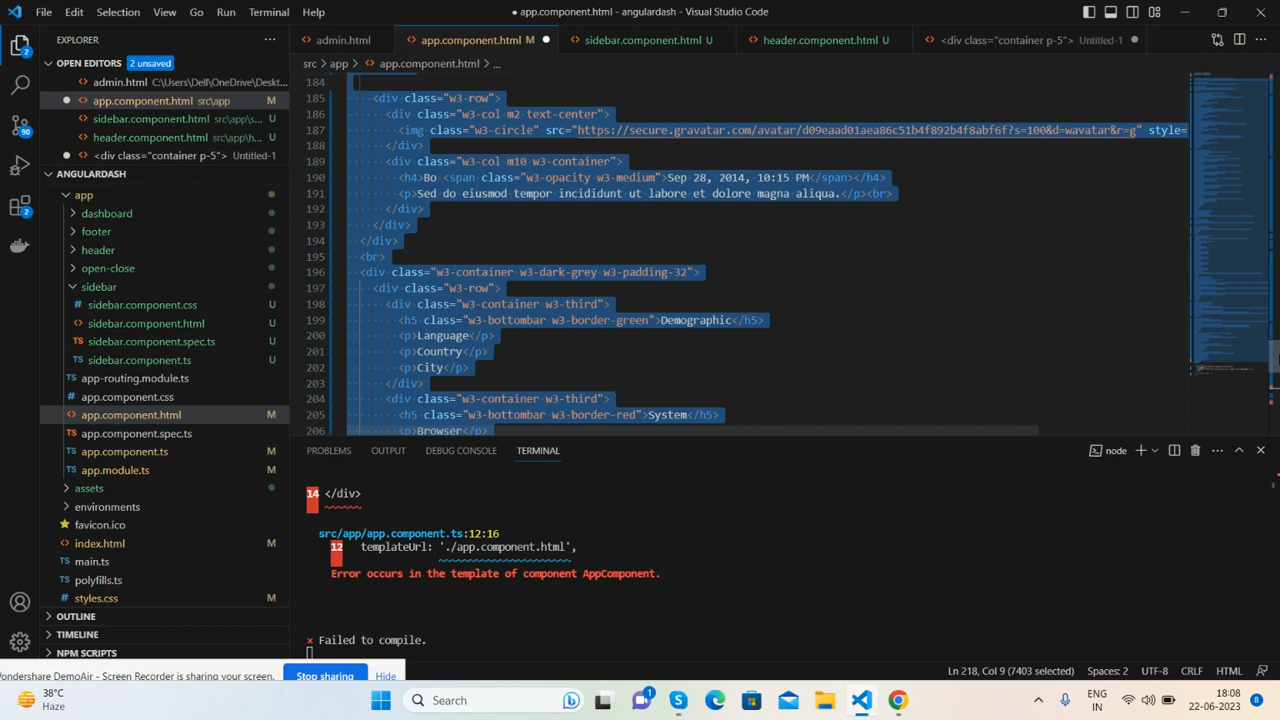 File Edit Selection View Go Run Terminal Help
● app.component.html - angulardash - Visual Studio Code
EXPLORER
OPEN EDITORS 2 unsaved
admin.html C:\Users\Dell\OneDrive\Deskt...
app.component.html src\app M
sidebar.component.html src\app\s... U
header.component.html src\app\h... U
<div class="container p-5"> Untitled-1
ANGULARDASH
app
dashboard
footer
header
open-close
sidebar
sidebar.component.css U
sidebar.component.html U
sidebar.component.spec.ts U
sidebar.component.ts U
app-routing.module.ts
app.component.css
app.component.html M
app.component.spec.ts
app.component.ts M
app.module.ts M
assets
environments
favicon.ico
index.html M
main.ts
polyfills.ts
styles.css M
OUTLINE
TIMELINE
NPM SCRIPTS
2
90
2
admin.html
app.component.html M
sidebar.component.html U
header.component.html U
<div class="container p-5"> Untitled-1
src > app > app.component.html > ...
184
185 <div class="w3-row">
186 <div class="w3-col m2 text-center">
187 <img class="w3-circle" src="https://secure.gravatar.com/avatar/d09eaad01aea86c51b4f892b4f8abf6f?s=100&d=wavatar&r=g" style=
188 </div>
189 <div class="w3-col m10 w3-container">
190 <h4>Bo <span class="w3-opacity w3-medium">Sep 28, 2014, 10:15 PM</span></h4>
191 <p>Sed do eiusmod tempor incididunt ut labore et dolore magna aliqua.</p><br>
192 </div>
193 </div>
194 </div>
195 <br>
196 <div class="w3-container w3-dark-grey w3-padding-32">
197 <div class="w3-row">
198 <div class="w3-container w3-third">
199 <h5 class="w3-bottombar w3-border-green">Demographic</h5>
200 <p>Language</p>
201 <p>Country</p>
202 <p>City</p>
203 </div>
204 <div class="w3-container w3-third">
205 <h5 class="w3-bottombar w3-border-red">System</h5>
206 <p>Browser</p>
PROBLEMS OUTPUT DEBUG CONSOLE TERMINAL
node
14 </div>
src/app/app.component.ts:12:16
12 templateUrl: './app.component.html',
Error occurs in the template of component AppComponent.
× Failed to compile.
Ln 218, Col 9 (7403 selected) Spaces: 2 UTF-8 CRLF HTML
ondershare DemoAir - Screen Recorder is sharing your screen. Stop sharing Hide
38°C
Haze
Search
1
ENG
IN
18:08
22-06-2023
8